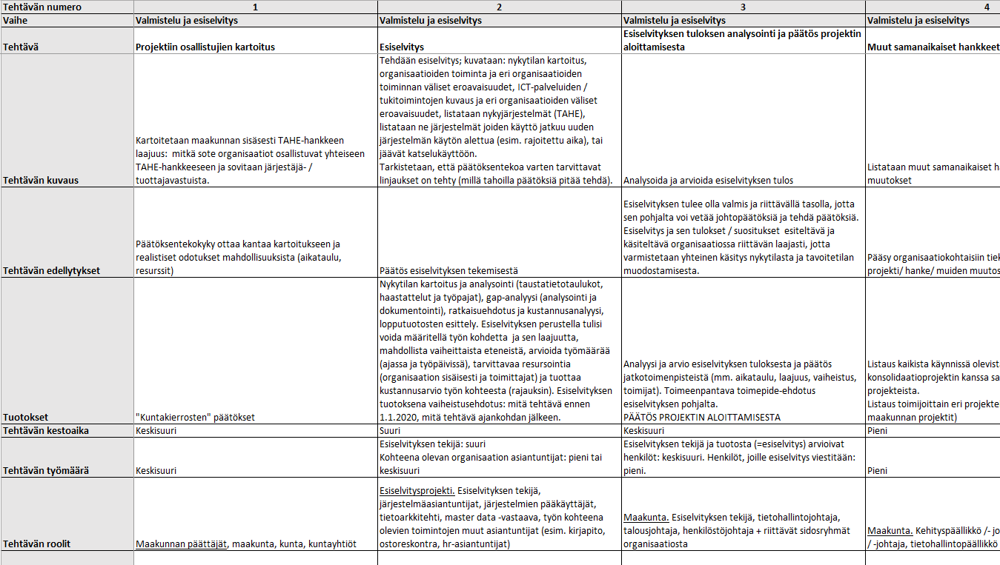 Tehtävän numero 1 2 3 4
Vaihe Valmistelu ja esiselvitys Valmistelu ja esiselvitys Valmistelu ja esiselvitys Valmistelu ja esiselvitys
Tehtävä
Projektiin osallistujien kartoitus
Esiselvitys
Esiselvityksen tuloksen analysointi ja päätös projektin
aloittamisesta
Muut samanaikaiset hankkeet
Tehtävän kuvaus
Kartoitetaan maakunnan sisäsesti TAHE-hankkeen
laajuus:  mitkä sote organisaatiot osallistuvat yhteiseen
TAHE-hankkeeseen ja sovitaan järjestäjä- /
tuottajavastuista.
Tehdään esiselvitys; kuvataan: nykytilan kartoitus,
organisaatioiden toiminta ja eri organisaatioiden
toiminnan väliset eroavaisuudet, ICT-palveluiden /
tukitoimintojen kuvaus ja eri organisaatioiden väliset
eroavaisuudet, listataan nykyjärjestelmät (TAHE),
listataan ne järjestelmät joiden käyttö jatkuu uuden
järjestelmän käytön alettua (esim. rajoitettu aika), tai
jäävät katselukäyttöön.
Tarkistetaan, että päätöksentekoa varten tarvittavat
linjaukset on tehty (millä tahoilla päätöksiä pitää tehdä).
Analysoida ja arvioida esiselvityksen tulos
Listataan muut samanaikaiset
muutokset
Tehtävän edellytykset
Päätöksentekokyky ottaa kantaa kartoitukseen ja
realistiset odotukset mahdollisuuksista (aikataulu,
resurssit)
Päätös esiselvityksen tekemisestä
Esiselvityksen tulee olla valmis ja riittävällä tasolla, jotta
sen pohjalta voi vetää johtopäätöksiä ja tehdä päätöksiä.
Esiselvitys ja sen tulokset / suositukset  esiteltävä ja
käsiteltävä organisaatiossa riittävän laajasti, jotta
varmistetaan yhteinen käsitys nykytilasta ja tavoitetilan
muodostamisesta.
Pääsy organisaatiokohtaisiin
projekti/ hanke/ muiden
Tuotokset
"Kuntakierrosten" päätökset
Nykytilan kartoitus ja analysointi (taustatietotaulukot,
haastattelut ja työpajat), gap-analyysi (analysointi ja
dokumentointi), ratkaisuehdotus ja kustannusanalyysi,
lopputuotosten esittely. Esiselvityksen perustella tulisi
voida määritellä työn kohdetta  ja sen laajuutta,
mahdollista vaiheittaista eteneistä, arvioida työmäärää
(ajassa ja työpäivissä), tarvittavaa resursointia
(organisaation sisäisesti ja toimittajat) ja tuottaa
kustannusarvio työn kohteesta (rajauksin). Esiselvityksen
tuotoksena vaiheistusehdotus: mitä tehtävä ennen
1.1.2020, mitä tehtävä ajankohdan jälkeen.
Analyysi ja arvio esiselvityksen tuloksesta ja päätös
jatkotoimenpisteistä (mm. aikataulu, laajuus, vaiheistus,
toimijat). Toimeenpantava toimepide-ehdotus
esiselvityksen pohjalta.
PÄÄTÖS PROJEKTIN ALOITTAMISESTA
Listaus kaikista käynnissä
konsolidaatioprojektin kanssa
projekteista.
Listaus toimijoittain eri
maakunnan projektit)
Tehtävän kestoaika Keskisuuri Suuri Keskisuuri Pieni
Tehtävän työmäärä
Keskisuuri
Esiselvityksen tekijä: suuri
Kohteena olevan organisaation asiantuntijat: pieni tai
keskisuuri
Esiselvityksen tekijä ja tuotosta (=esiselvitys) arvioivat
henkilöt: keskisuuri. Henkilöt, joille esiselvitys viestitään:
pieni.
Pieni
Tehtävän roolit
Maakunnan päättäjät, maakunta, kunta, kuntayhtiöt
Esiselvitysprojekti. Esiselvityksen tekijä,
järjestelmäasiantuntijat, järjestelmien pääkäyttäjät,
tietoarkkitehti, master data -vastaava, työn kohteena
olevien toimintojen muut asiantuntijat (esim. kirjapito,
ostoreskontra, hr-asiantuntijat)
Maakunta. Esiselvityksen tekijä, tietohallintojohtaja,
talousjohtaja, henkilöstöjohtaja + riittävät sidosryhmät
organisaatiosta
Maakunta. Kehityspäällikkö /-
/ -johtaja, tietohallintopäällikkö